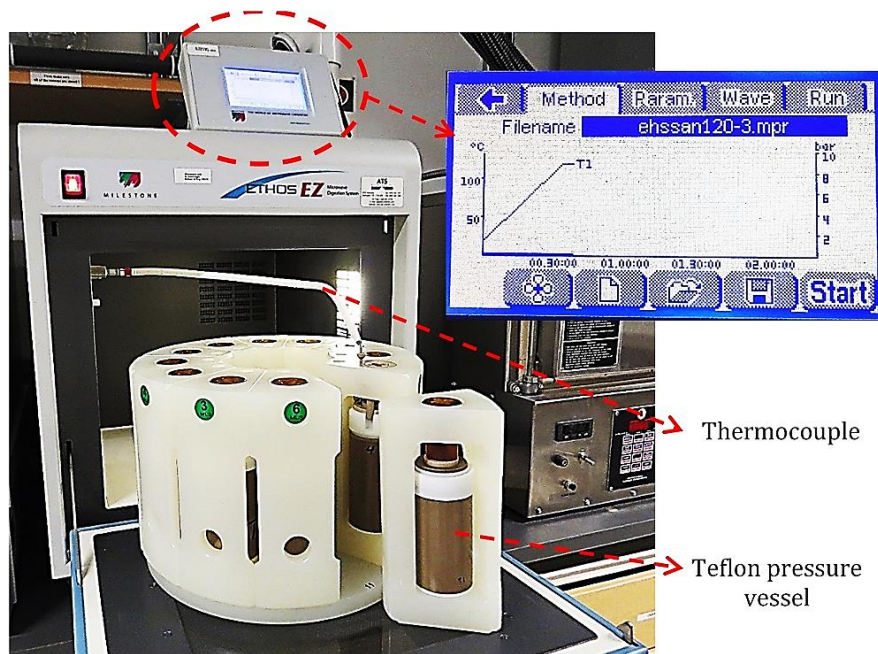 Method
Param.
Wave
Run
Filename
ehssan120-3.mpr
°C
bar
100
50
T1
10
8
6
4
2
00.30:00
01.00:00
01.30:00
02.00:00
Start
MILESTONE
ETHOS EZ
Microwave
Digestion System
ATS
4
3
6
11
Thermocouple
Teflon pressure
vessel